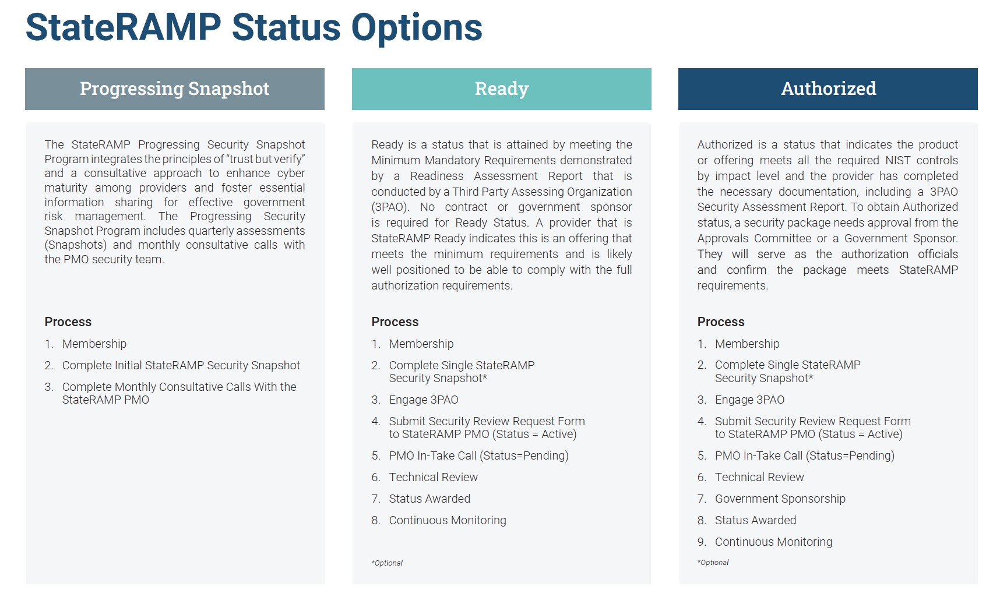 StateRAMP Status Options
Progressing Snapshot
The StateRAMP Progressing Security Snapshot
Program integrates the principles of “trust but verify”
and a consultative approach to enhance cyber
maturity among providers and foster essential
information sharing for effective government
risk management. The Progressing Security
Snapshot Program includes quarterly assessments
(Snapshots) and monthly consultative calls with
the PMO security team.
Process
1. Membership
2. Complete Initial StateRAMP Security Snapshot
3. Complete Monthly Consultative Calls With the
StateRAMP PMO
Ready
Ready is a status that is attained by meeting the
Minimum Mandatory Requirements demonstrated
by a Readiness Assessment Report that is
conducted by a Third Party Assessing Organization
(3PAO). No contract or government sponsor
is required for Ready Status. A provider that is
StateRAMP Ready indicates this is an offering that
meets the minimum requirements and is likely
well positioned to be able to comply with the full
authorization requirements.
Process
1. Membership
2. Complete Single StateRAMP
Security Snapshot*
3. Engage 3PAO
4. Submit Security Review Request Form
to StateRAMP PMO (Status = Active)
5. PMO In-Take Call (Status=Pending)
6. Technical Review
7. Status Awarded
8. Continuous Monitoring
*Optional
Authorized
Authorized is a status that indicates the product
or offering meets all the required NIST controls
by impact level and the provider has completed
the necessary documentation, including a 3PAO
Security Assessment Report. To obtain Authorized
status, a security package needs approval from the
Approvals Committee or a Government Sponsor.
They will serve as the authorization officials
and confirm the package meets StateRAMP
requirements.
Process
1. Membership
2. Complete Single StateRAMP
Security Snapshot*
3. Engage 3PAO
4. Submit Security Review Request Form
to StateRAMP PMO (Status = Active)
5. PMO In-Take Call (Status=Pending)
6. Technical Review
7. Government Sponsorship
8. Status Awarded
9. Continuous Monitoring
*Optional